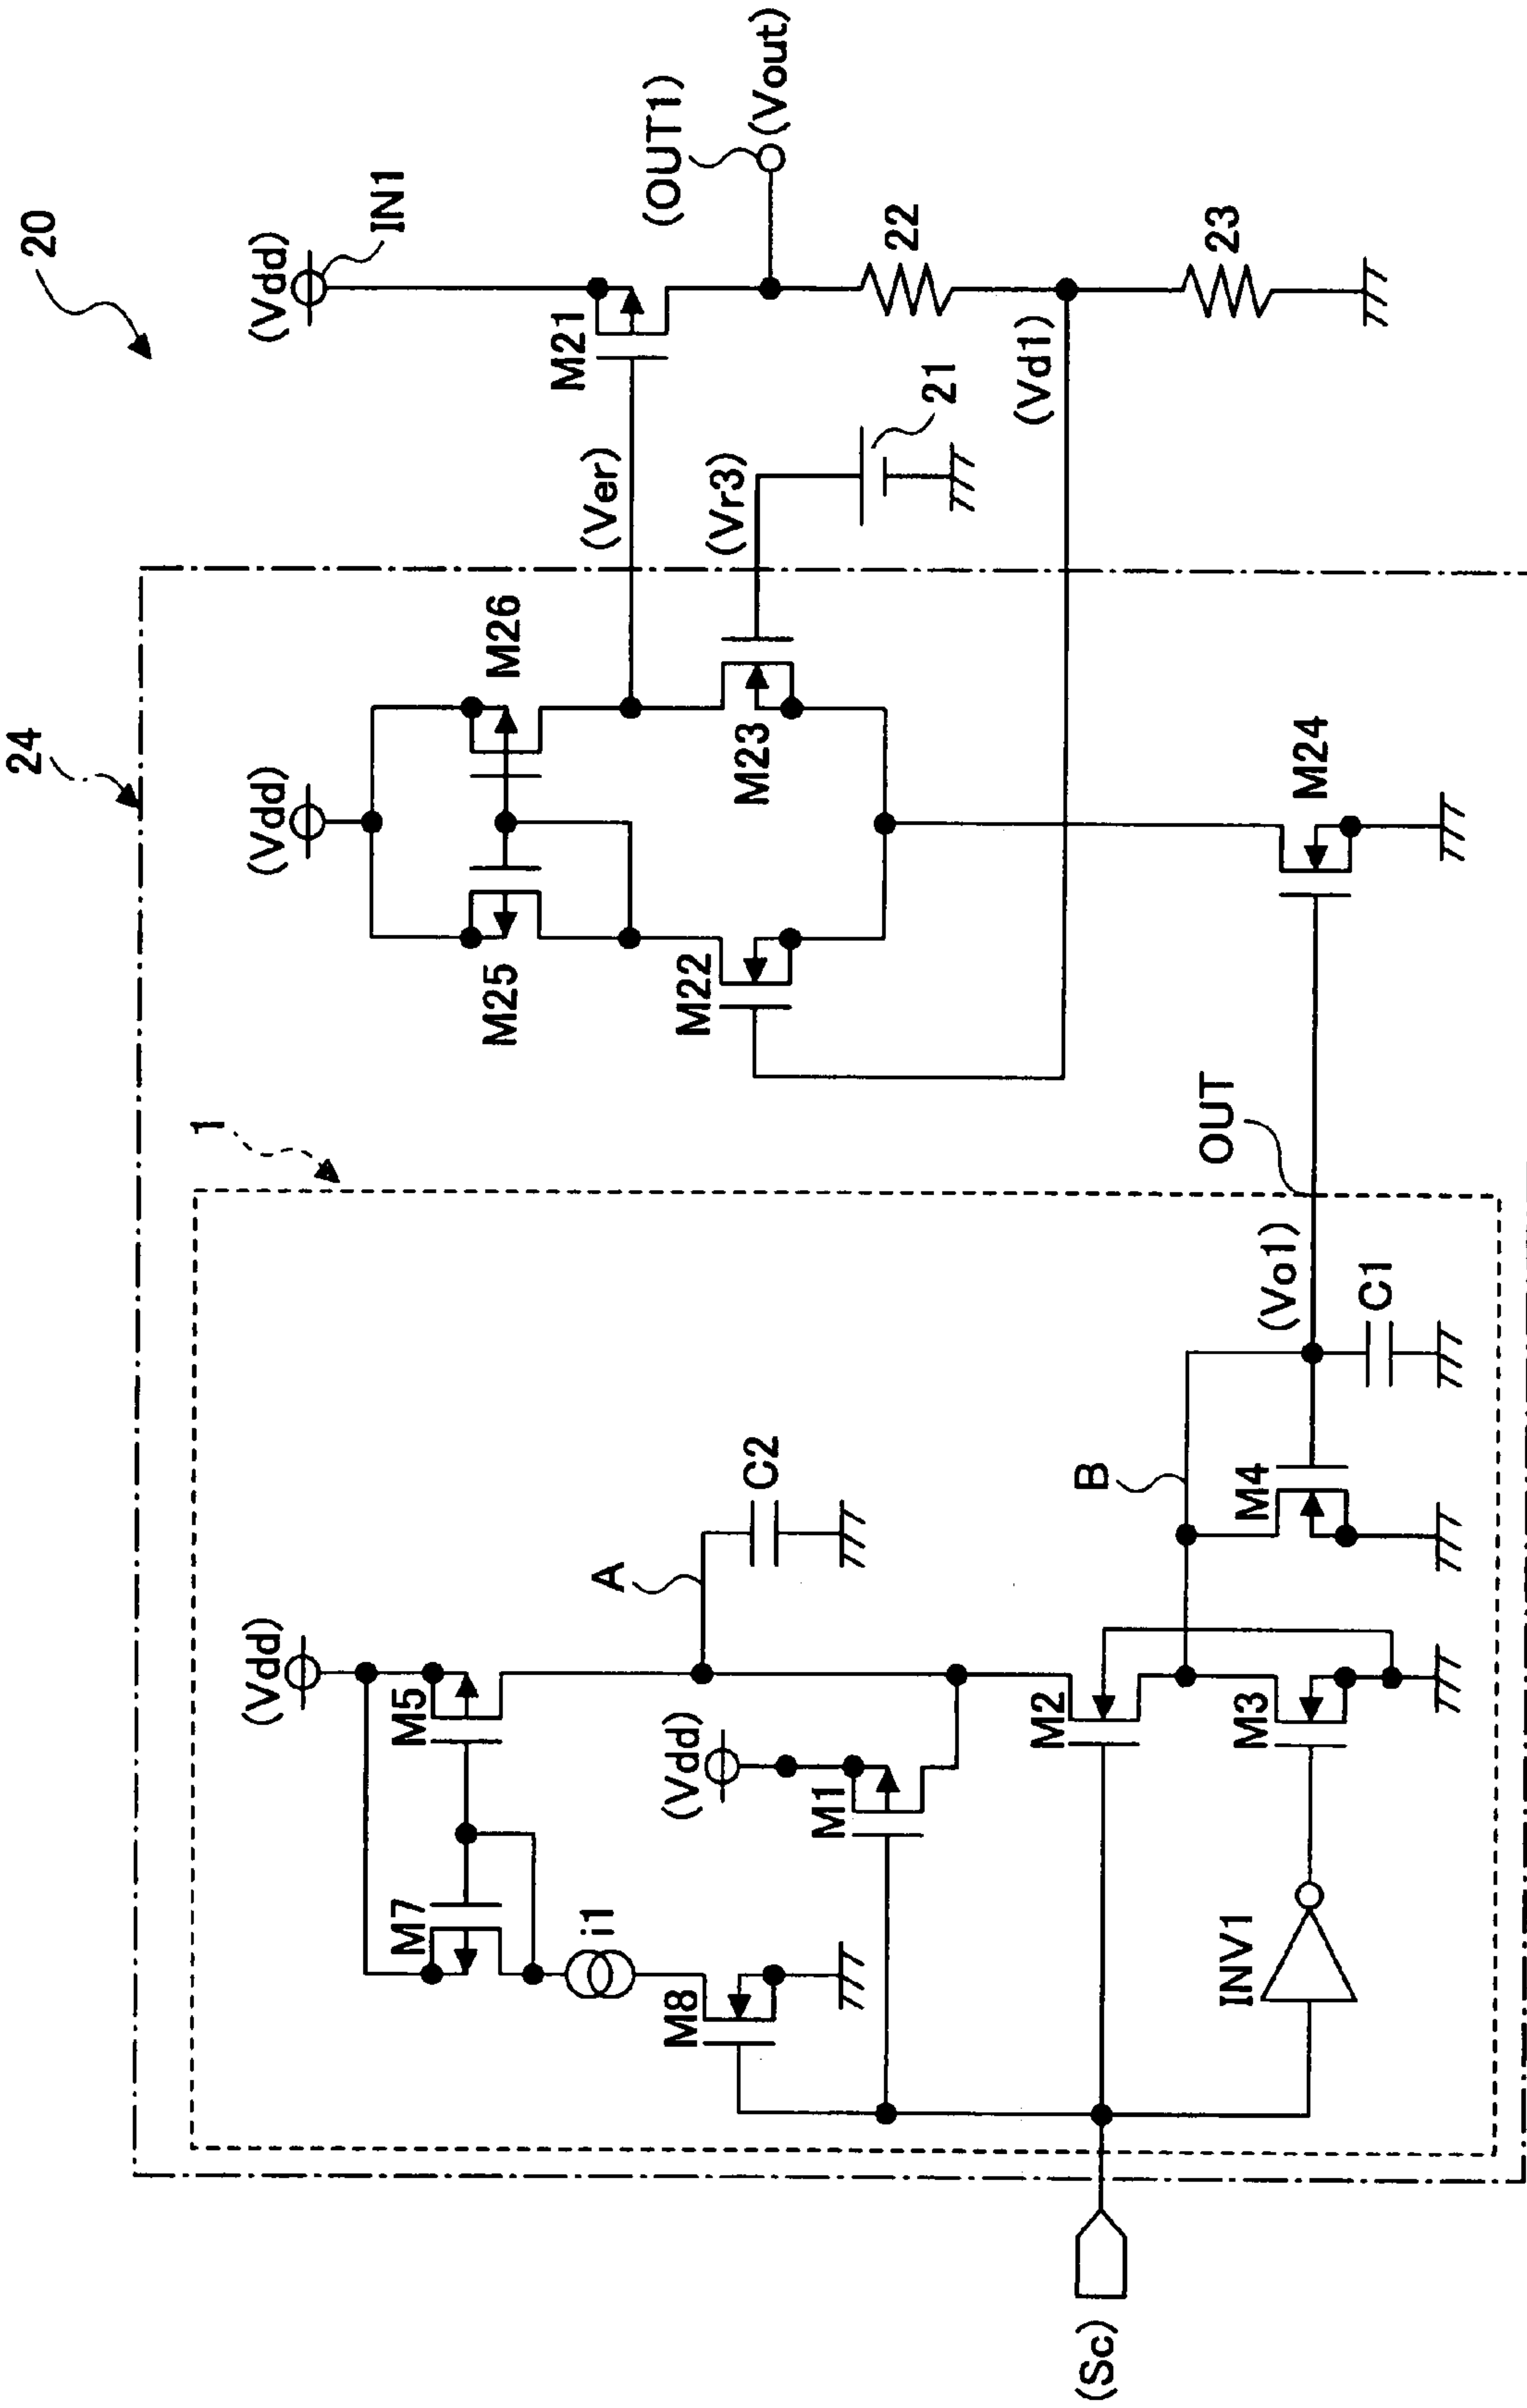 20
24
1
(Vdd)
IN1
(Vdd)
(Vdd)
(Vdd)
M7
M5
M25
M26
M21
(Ver)
(OUT1)
(Vout)
i1
M8
M1
A
C2
M22
M23
(Vr3)
21
22
(Vd1)
23
(Sc)
M2
B
INV1
M3
M4
(Vo1)
C1
OUT
M24